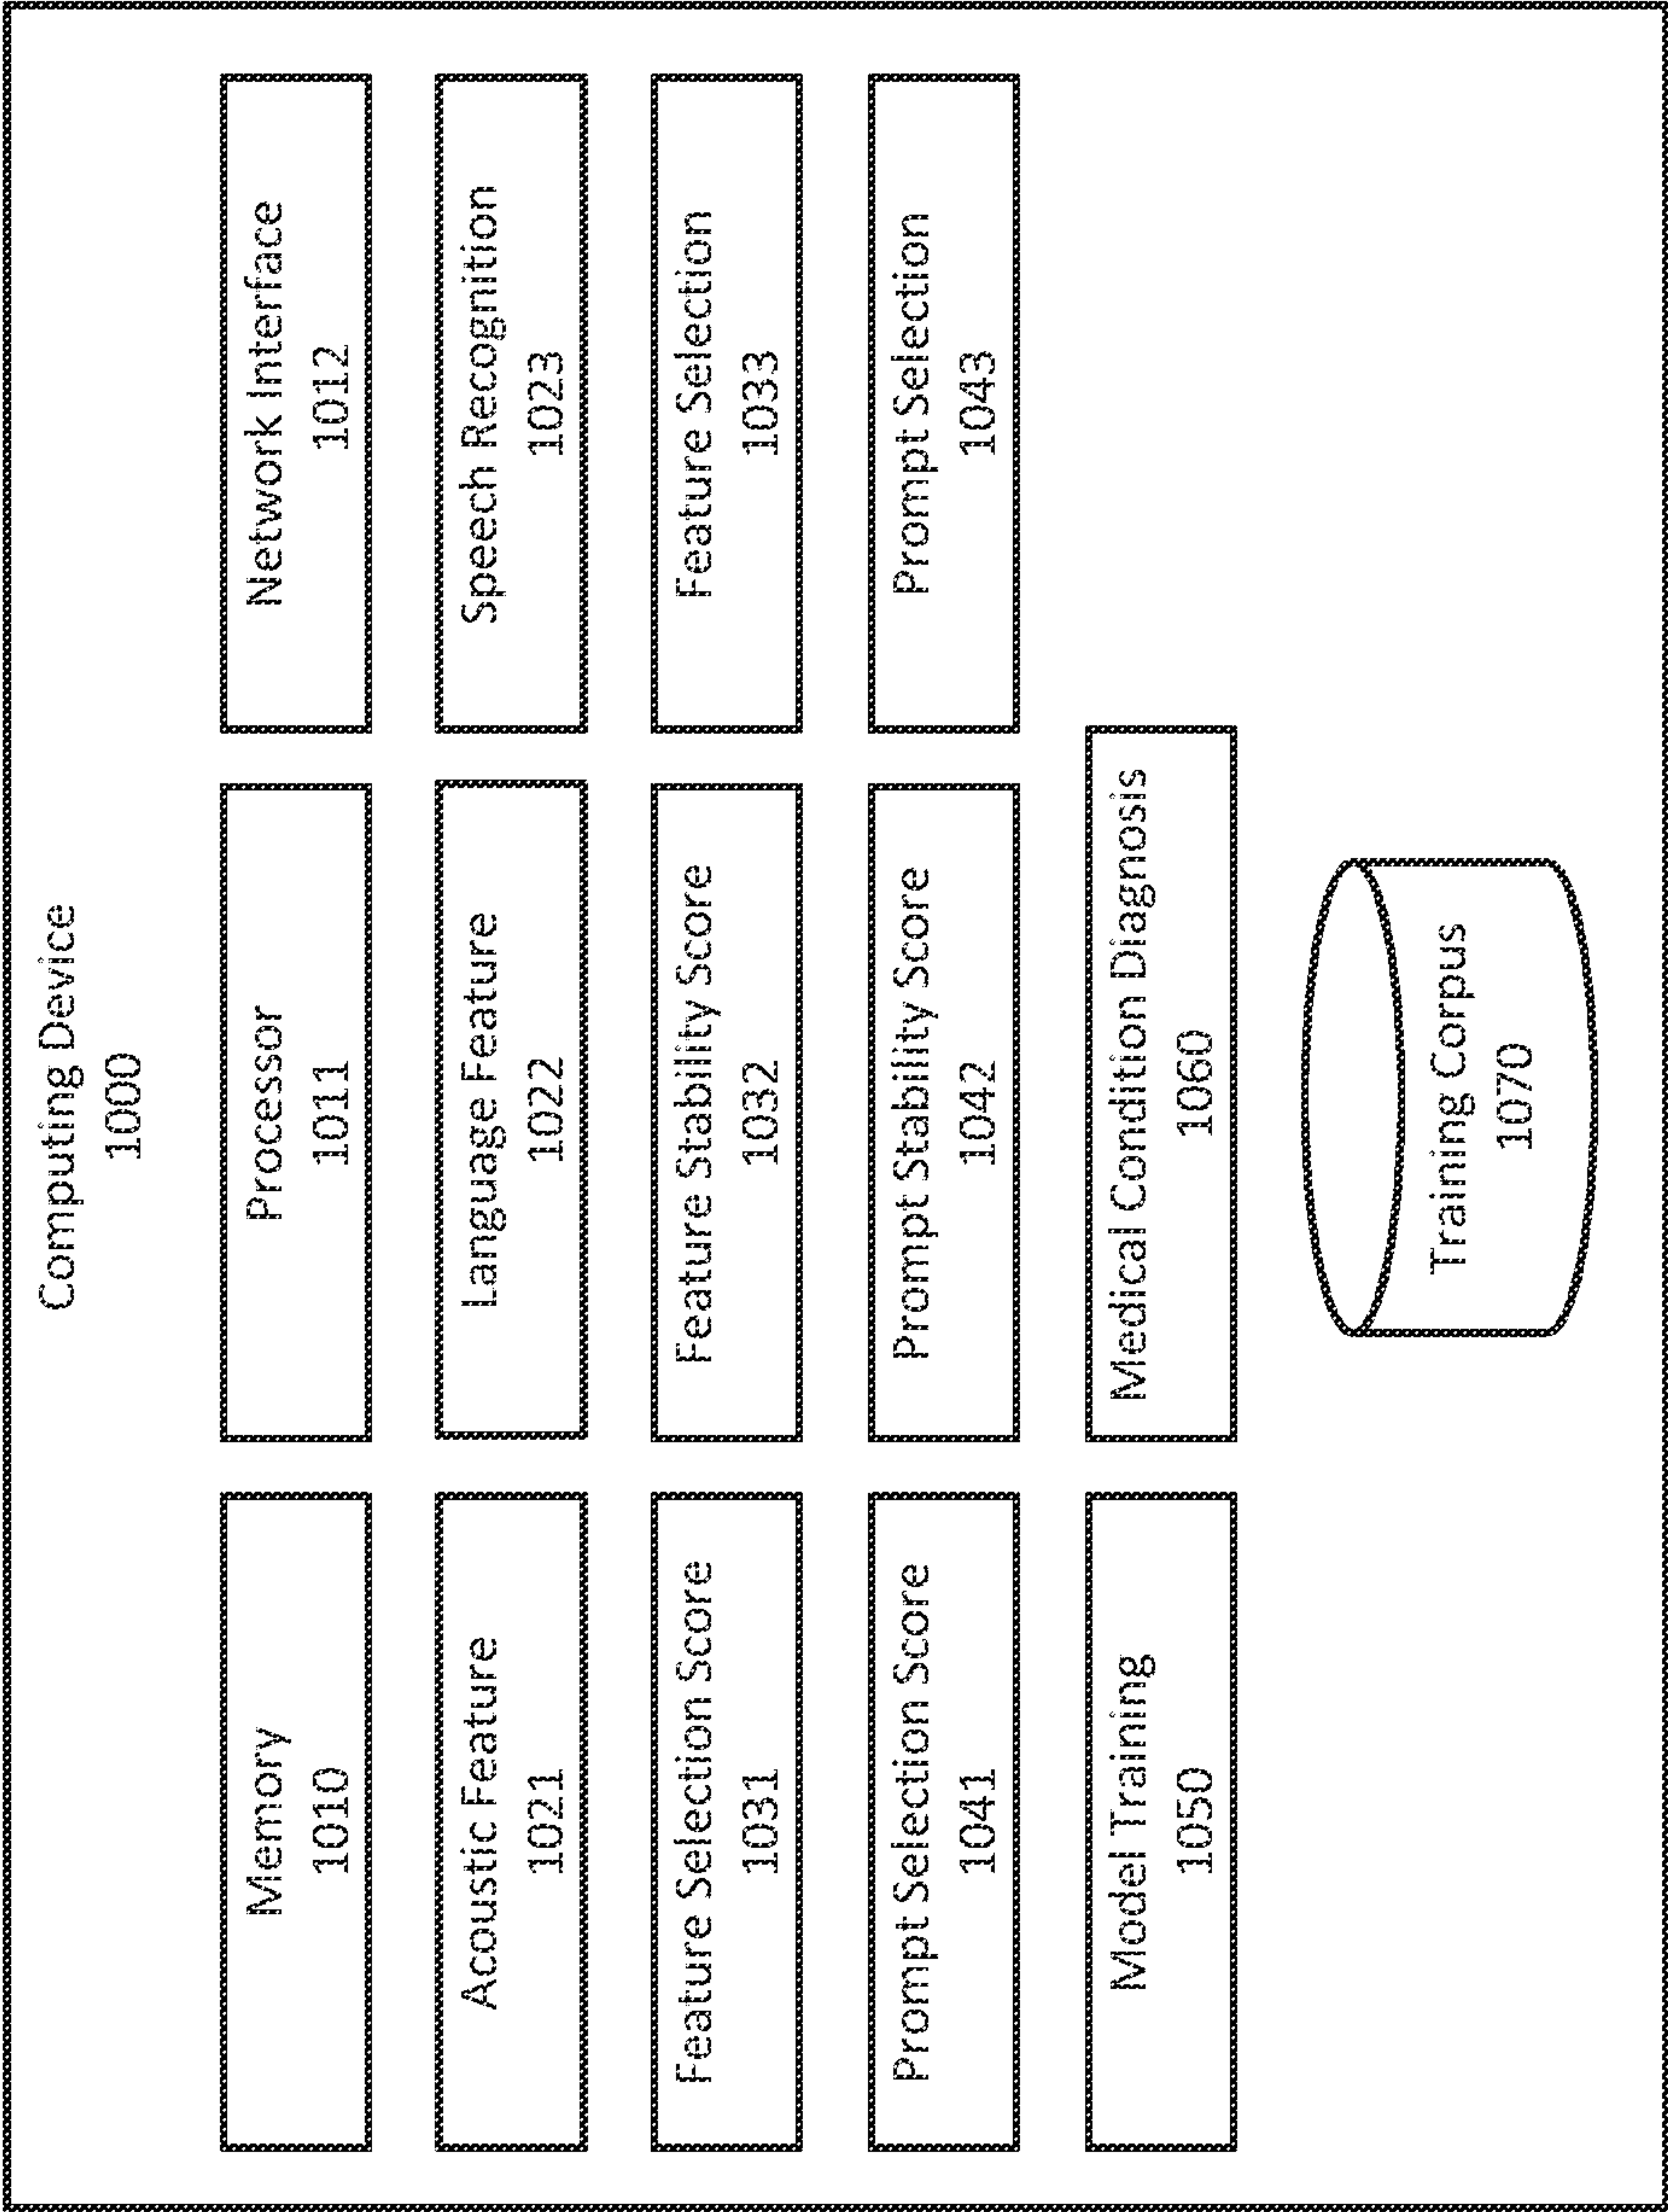 Computing Device
1000
Memory
1010
Processor
1011
Network Interface
1012
Acoustic Feature
1021
Language Feature
1022
Speech Recognition
1023
Feature Selection Score
1031
Feature Stability Score
1032
Feature Selection
1033
Prompt Selection Score
1041
Prompt Stability Score
1042
Prompt Selection
1043
Model Training
1050
Medical Condition Diagnosis
1060
Training Corpus
1070